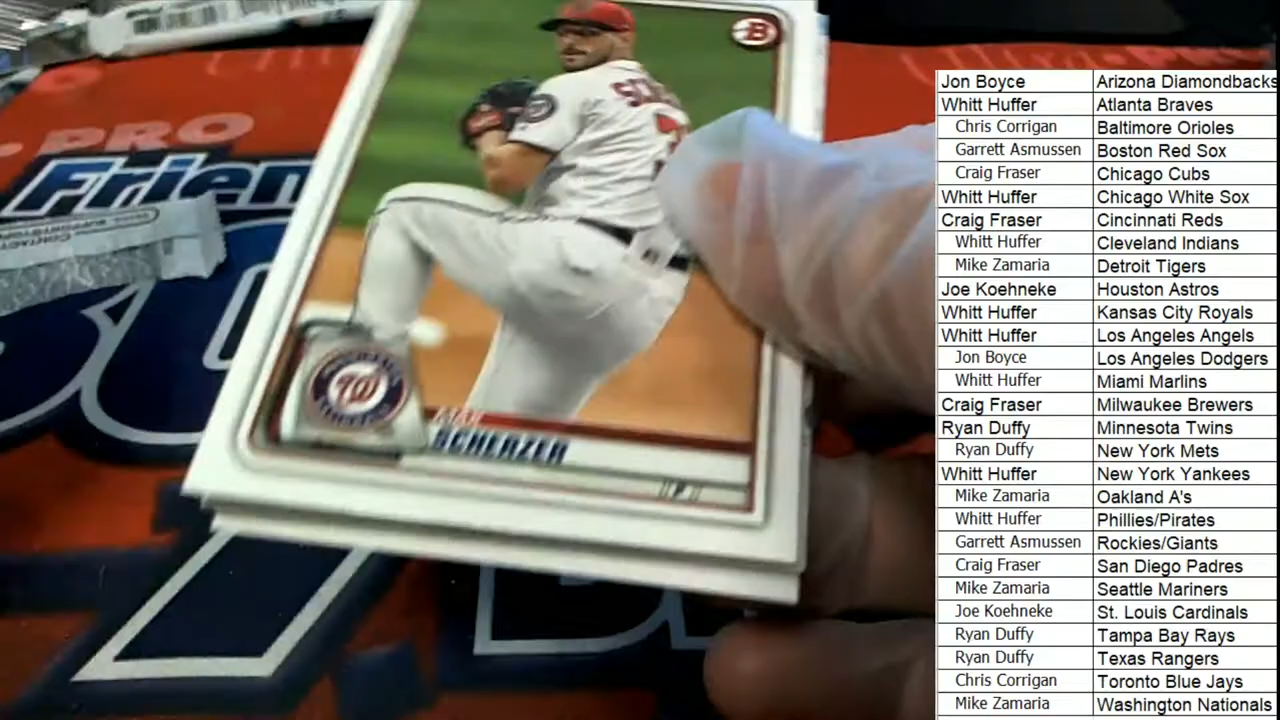 PRO
Frien
CONTACT
B
MAX
SCHERZER
P
W
Jon Boyce Arizona Diamondbacks
Whitt Huffer Atlanta Braves
Chris Corrigan Baltimore Orioles
Garrett Asmussen Boston Red Sox
Craig Fraser Chicago Cubs
Whitt Huffer Chicago White Sox
Craig Fraser Cincinnati Reds
Whitt Huffer Cleveland Indians
Mike Zamaria Detroit Tigers
Joe Koehneke Houston Astros
Whitt Huffer Kansas City Royals
Whitt Huffer Los Angeles Angels
Jon Boyce Los Angeles Dodgers
Whitt Huffer Miami Marlins
Craig Fraser Milwaukee Brewers
Ryan Duffy Minnesota Twins
Ryan Duffy New York Mets
Whitt Huffer New York Yankees
Mike Zamaria Oakland A's
Whitt Huffer Phillies/Pirates
Garrett Asmussen Rockies/Giants
Craig Fraser San Diego Padres
Mike Zamaria Seattle Mariners
Joe Koehneke St. Louis Cardinals
Ryan Duffy Tampa Bay Rays
Ryan Duffy Texas Rangers
Chris Corrigan Toronto Blue Jays
Mike Zamaria Washington Nationals